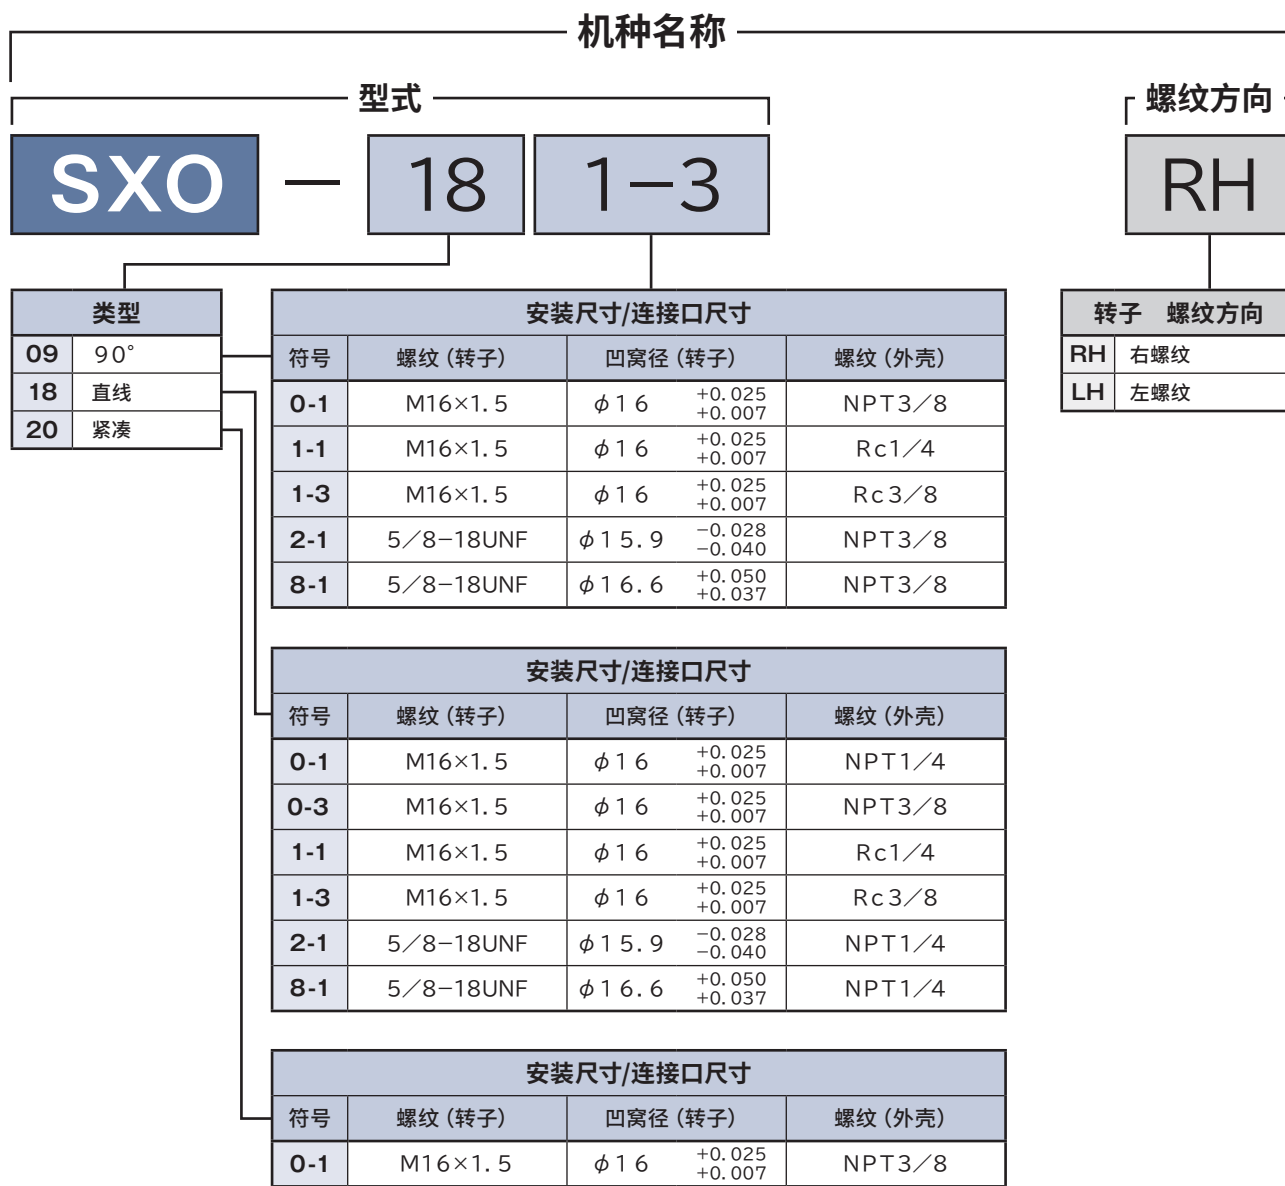 机种名称
型式
螺纹方向
SXO － 18 1－3
RH
类型
09 90°
18 直线
20 紧凑
安装尺寸/连接口尺寸
符号 螺纹（转子） 凹窝径（转子） 螺纹（外壳）
0-1 M16×1.5 φ16 +0.025 +0.007 NPT3／8
1-1 M16×1.5 φ16 +0.025 +0.007 Rc1／4
1-3 M16×1.5 φ16 +0.025 +0.007 Rc3／8
2-1 5／8−18UNF φ15.9 −0.028 −0.040 NPT3／8
8-1 5／8−18UNF φ16.6 +0.050 +0.037 NPT3／8
转子 螺纹方向
RH 右螺纹
LH 左螺纹
安装尺寸/连接口尺寸
符号 螺纹（转子） 凹窝径（转子） 螺纹（外壳）
0-1 M16×1.5 φ16 +0.025 +0.007 NPT1／4
0-3 M16×1.5 φ16 +0.025 +0.007 NPT3／8
1-1 M16×1.5 φ16 +0.025 +0.007 Rc1／4
1-3 M16×1.5 φ16 +0.025 +0.007 Rc3／8
2-1 5／8−18UNF φ15.9 −0.028 −0.040 NPT1／4
8-1 5／8−18UNF φ16.6 +0.050 +0.037 NPT1／4
安装尺寸/连接口尺寸
符号 螺纹（转子） 凹窝径（转子） 螺纹（外壳）
0-1 M16×1.5 φ16 +0.025 +0.007 NPT3／8